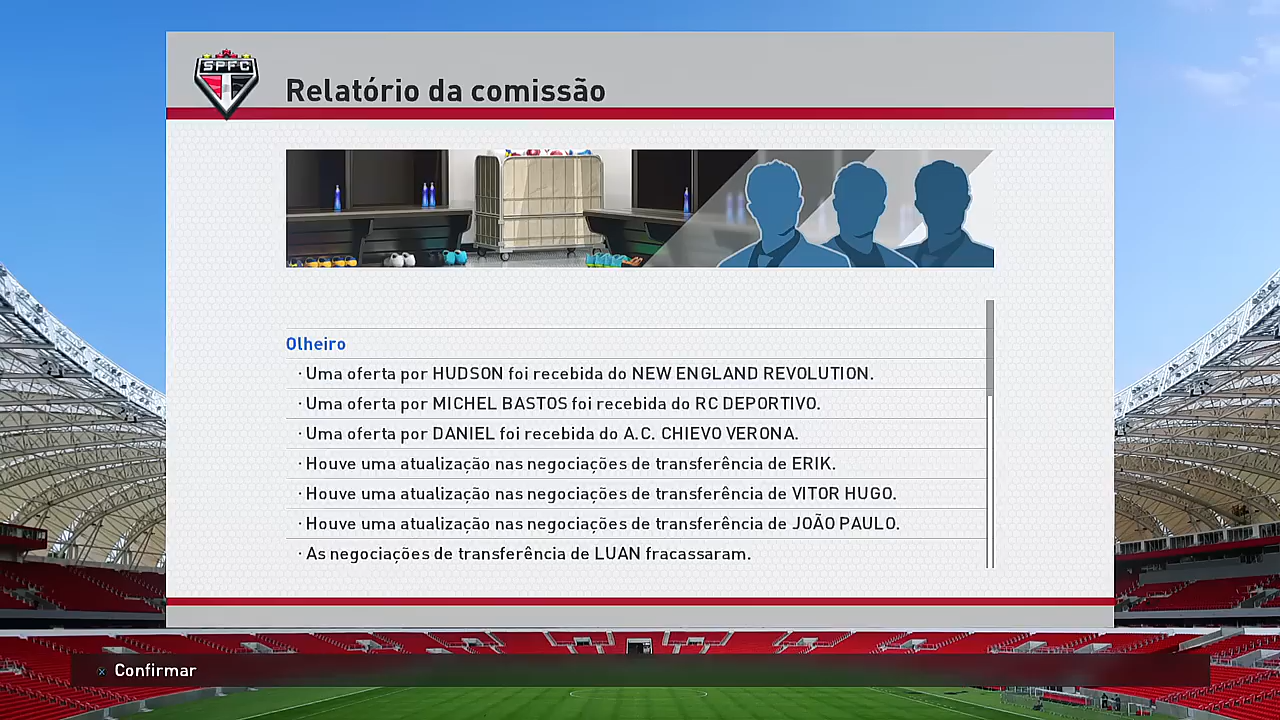 SPFC
Relatório da comissão
Olheiro
· Uma oferta por HUDSON foi recebida do NEW ENGLAND REVOLUTION.
· Uma oferta por MICHEL BASTOS foi recebida do RC DEPORTIVO.
· Uma oferta por DANIEL foi recebida do A.C. CHIEVO VERONA.
· Houve uma atualização nas negociações de transferência de ERIK.
· Houve uma atualização nas negociações de transferência de VITOR HUGO.
· Houve uma atualização nas negociações de transferência de JOÃO PAULO.
· As negociações de transferência de LUAN fracassaram.
Confirmar